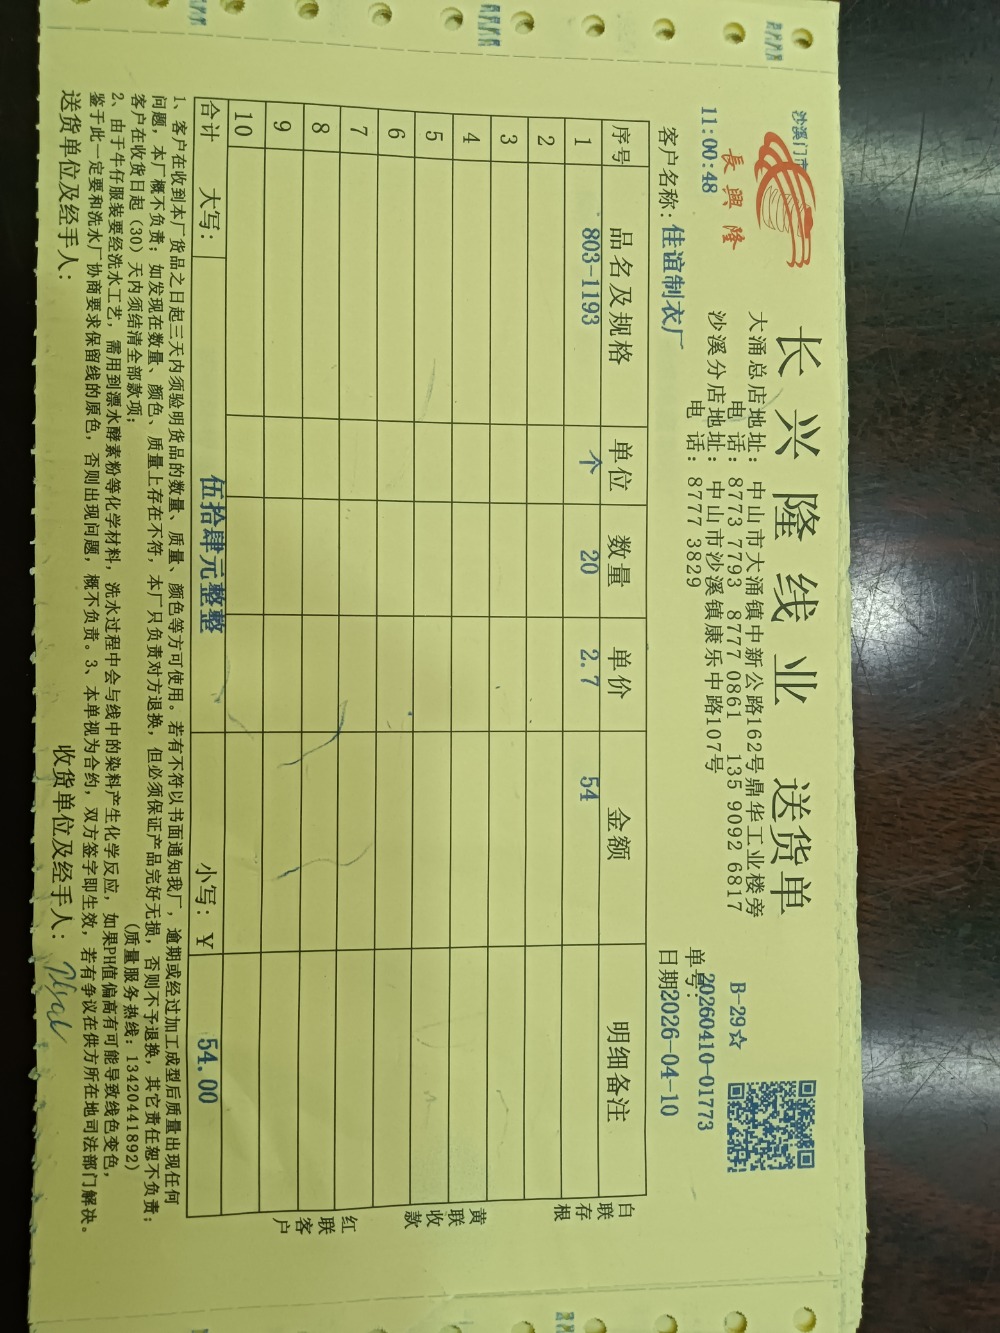 沙溪门市
長興隆
11:00:48
长兴隆线业 送货单
大涌总店地址：中山市大涌镇中新公路162号鼎华工业楼旁
电话：8773 7793 8777 0861 135 9092 6817
沙溪分店地址：中山市沙溪镇康乐中路107号
电话：8777 3829
B-29☆
单号：20260410-01773
客户名称：佳谊制衣厂
日期2026-04-10
序号 品名及规格 单位 数量 单价 金额 明细备注
1 803-1193 个 20 2.7 54
2
3
4
5
6
7
8
9
10
合计 大写： 伍拾肆元整整 小写：￥ 54.00
白联存根
黄联收款
红联客户
1、客户在收到本厂货品之日起三天内须验明货品的数量、质量、颜色等方可使用。若有不符以书面通知我厂，逾期或经过加工成型后质量出现任何
问题，本厂概不负责；如发现在数量、颜色、质量上存在不符，本厂只负责对方退换，但必须保证产品完好无损，否则不予退换，其它责任恕不负责；
客户在收货日起（30）天内须结清全部款项；
（质量服务热线：13420441892）
2、由于牛仔服装要经洗水工艺，需用到漂水酵素粉等化学材料，洗水过程中会与线中的染料产生化学反应，如果PH值偏高有可能导致线色变色，
鉴于此一定要和洗水厂协商要求保留线的原色，否则出现问题，概不负责。3、本单视为合约，双方签字即生效，若有争议在供方所在地司法部门解决。
送货单位及经手人：
收货单位及经手人：